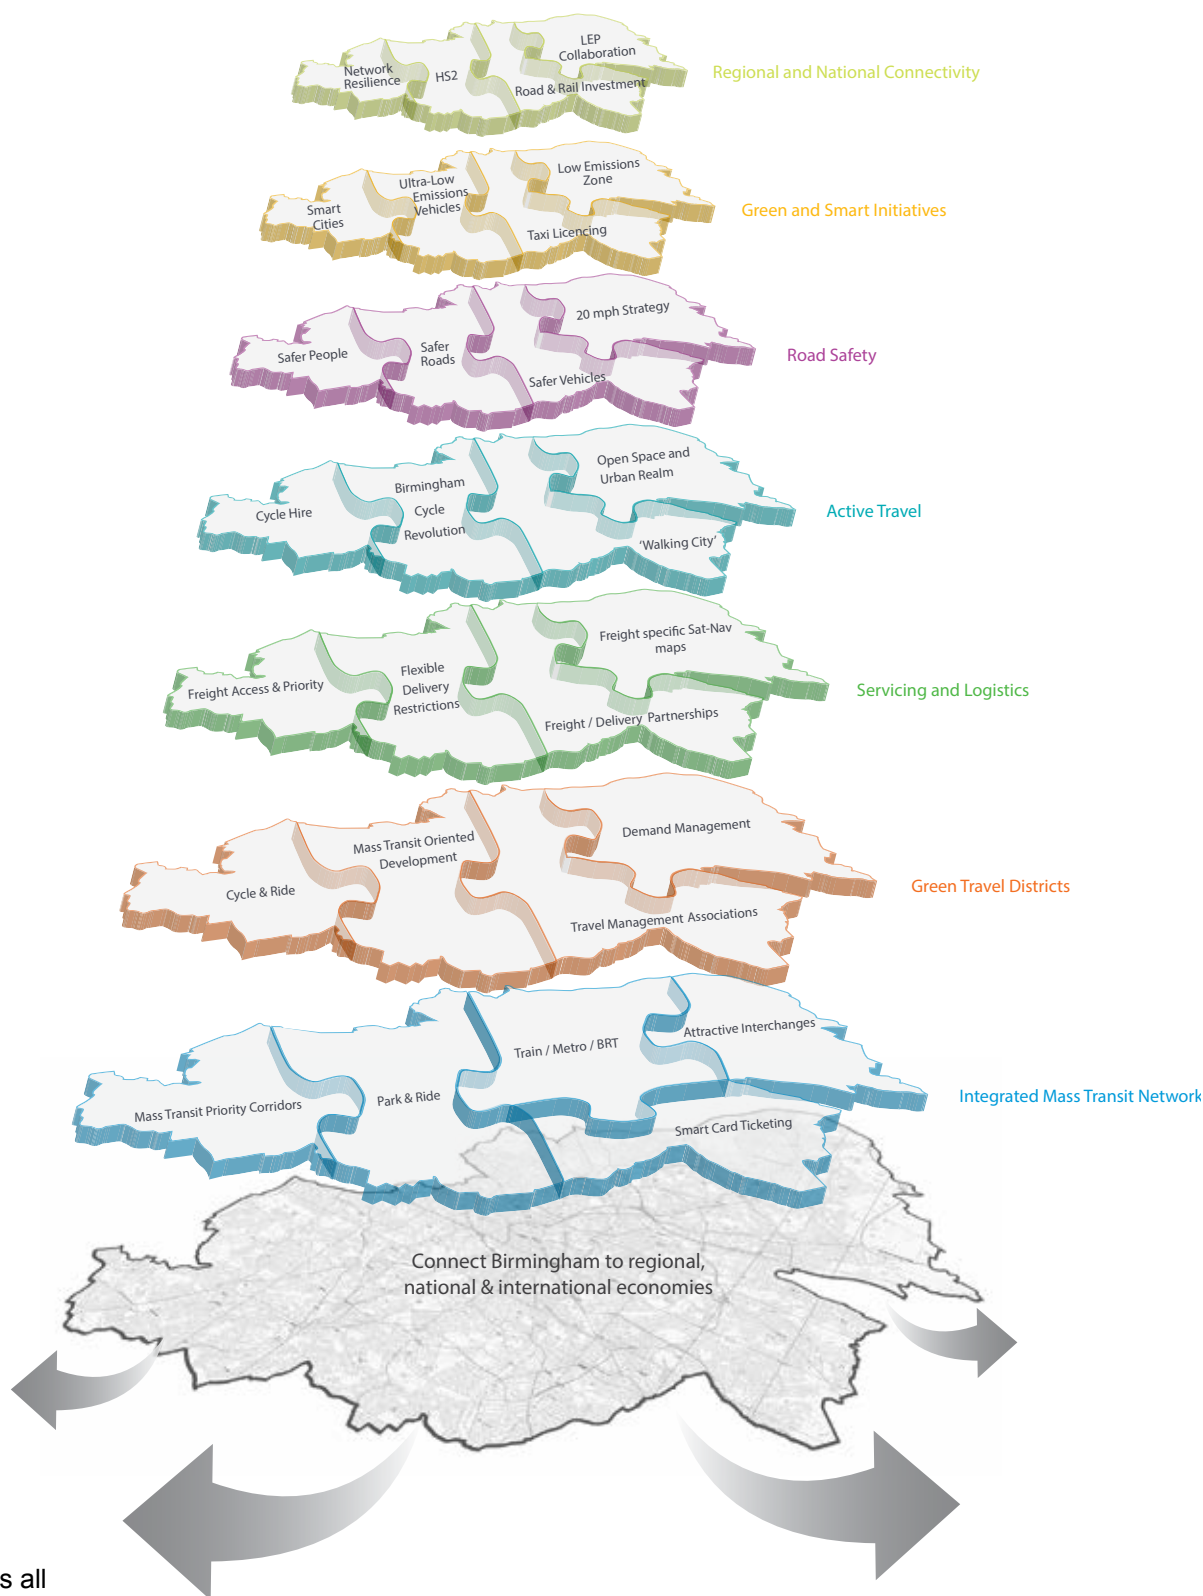 LEP
Collaboration
Network
Resilience
HS2
Road & Rail Investment
Regional and National Connectivity
Low Emissions
Zone
Ultra-Low
Emissions
Vehicles
Smart
Cities
Taxi Licencing
Green and Smart Initiatives
20 mph Strategy
Safer People
Safer
Roads
Safer Vehicles
Road Safety
Open Space and
Urban Realm
Birmingham
Cycle
Revolution
Cycle Hire
'Walking City'
Active Travel
Freight specific Sat-Nav
maps
Flexible
Delivery
Restrictions
Freight Access & Priority
Freight / Delivery Partnerships
Servicing and Logistics
Demand Management
Mass Transit Oriented
Development
Cycle & Ride
Travel Management Associations
Green Travel Districts
Attractive Interchanges
Train / Metro / BRT
Park & Ride
Mass Transit Priority Corridors
Smart Card Ticketing
Integrated Mass Transit Network
Connect Birmingham to regional,
national & international economies
s all